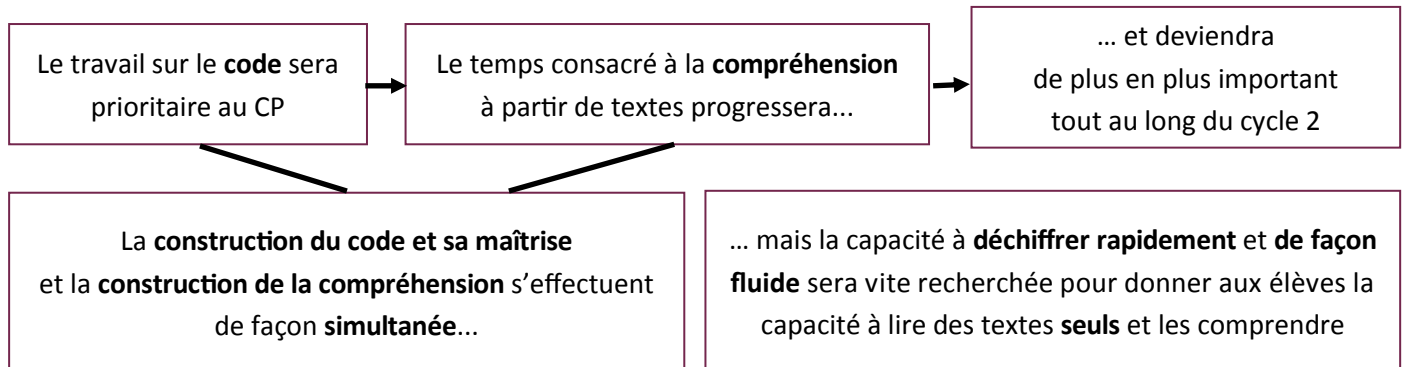 Le travail sur le code sera
prioritaire au CP
Le temps consacré à la compréhension
à partir de textes progressera...
... et deviendra
de plus en plus important
tout au long du cycle 2
La construction du code et sa maîtrise
et la construction de la compréhension s’effectuent
de façon simultanée...
... mais la capacité à déchiffrer rapidement et de façon
fluide sera vite recherchée pour donner aux élèves la
capacité à lire des textes seuls et les comprendre